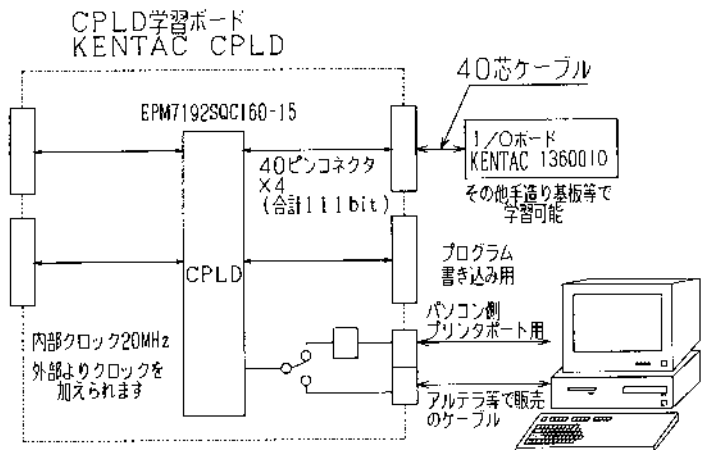 CPLD学習ボード
KENTAC CPLD
40芯ケーブル
EPM7192SQC160-15
I/Oボード
KENTAC 1360010
40ピンコネクタ
×4
(合計111bit)
その他手造り基板等で
学習可能
CPLD
プログラム
書き込み用
内部クロック20MHz
外部よりクロックを
加えられます
パソコン側
プリンタポート用
アルテラ等で販売
のケーブル